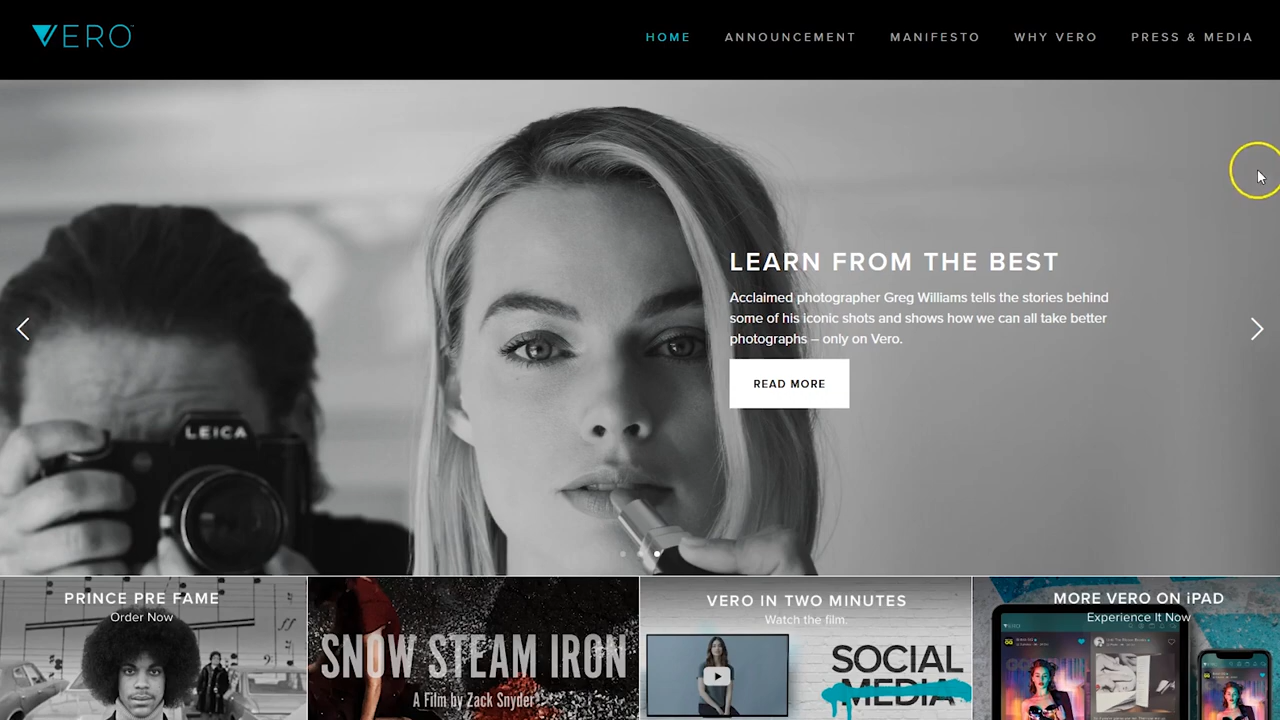 VERO
HOME ANNOUNCEMENT MANIFESTO WHY VERO PRESS & MEDIA
LEARN FROM THE BEST
Acclaimed photographer Greg Williams tells the stories behind
some of his iconic shots and shows how we can all take better
photographs – only on Vero.
READ MORE
LEICA
PRINCE PRE FAME
Order Now
SNOW STEAM IRON
A Film by Zack Snyder
VERO IN TWO MINUTES
Watch the film.
SOCIAL
MEDIA
MORE VERO ON iPAD
Experience It Now